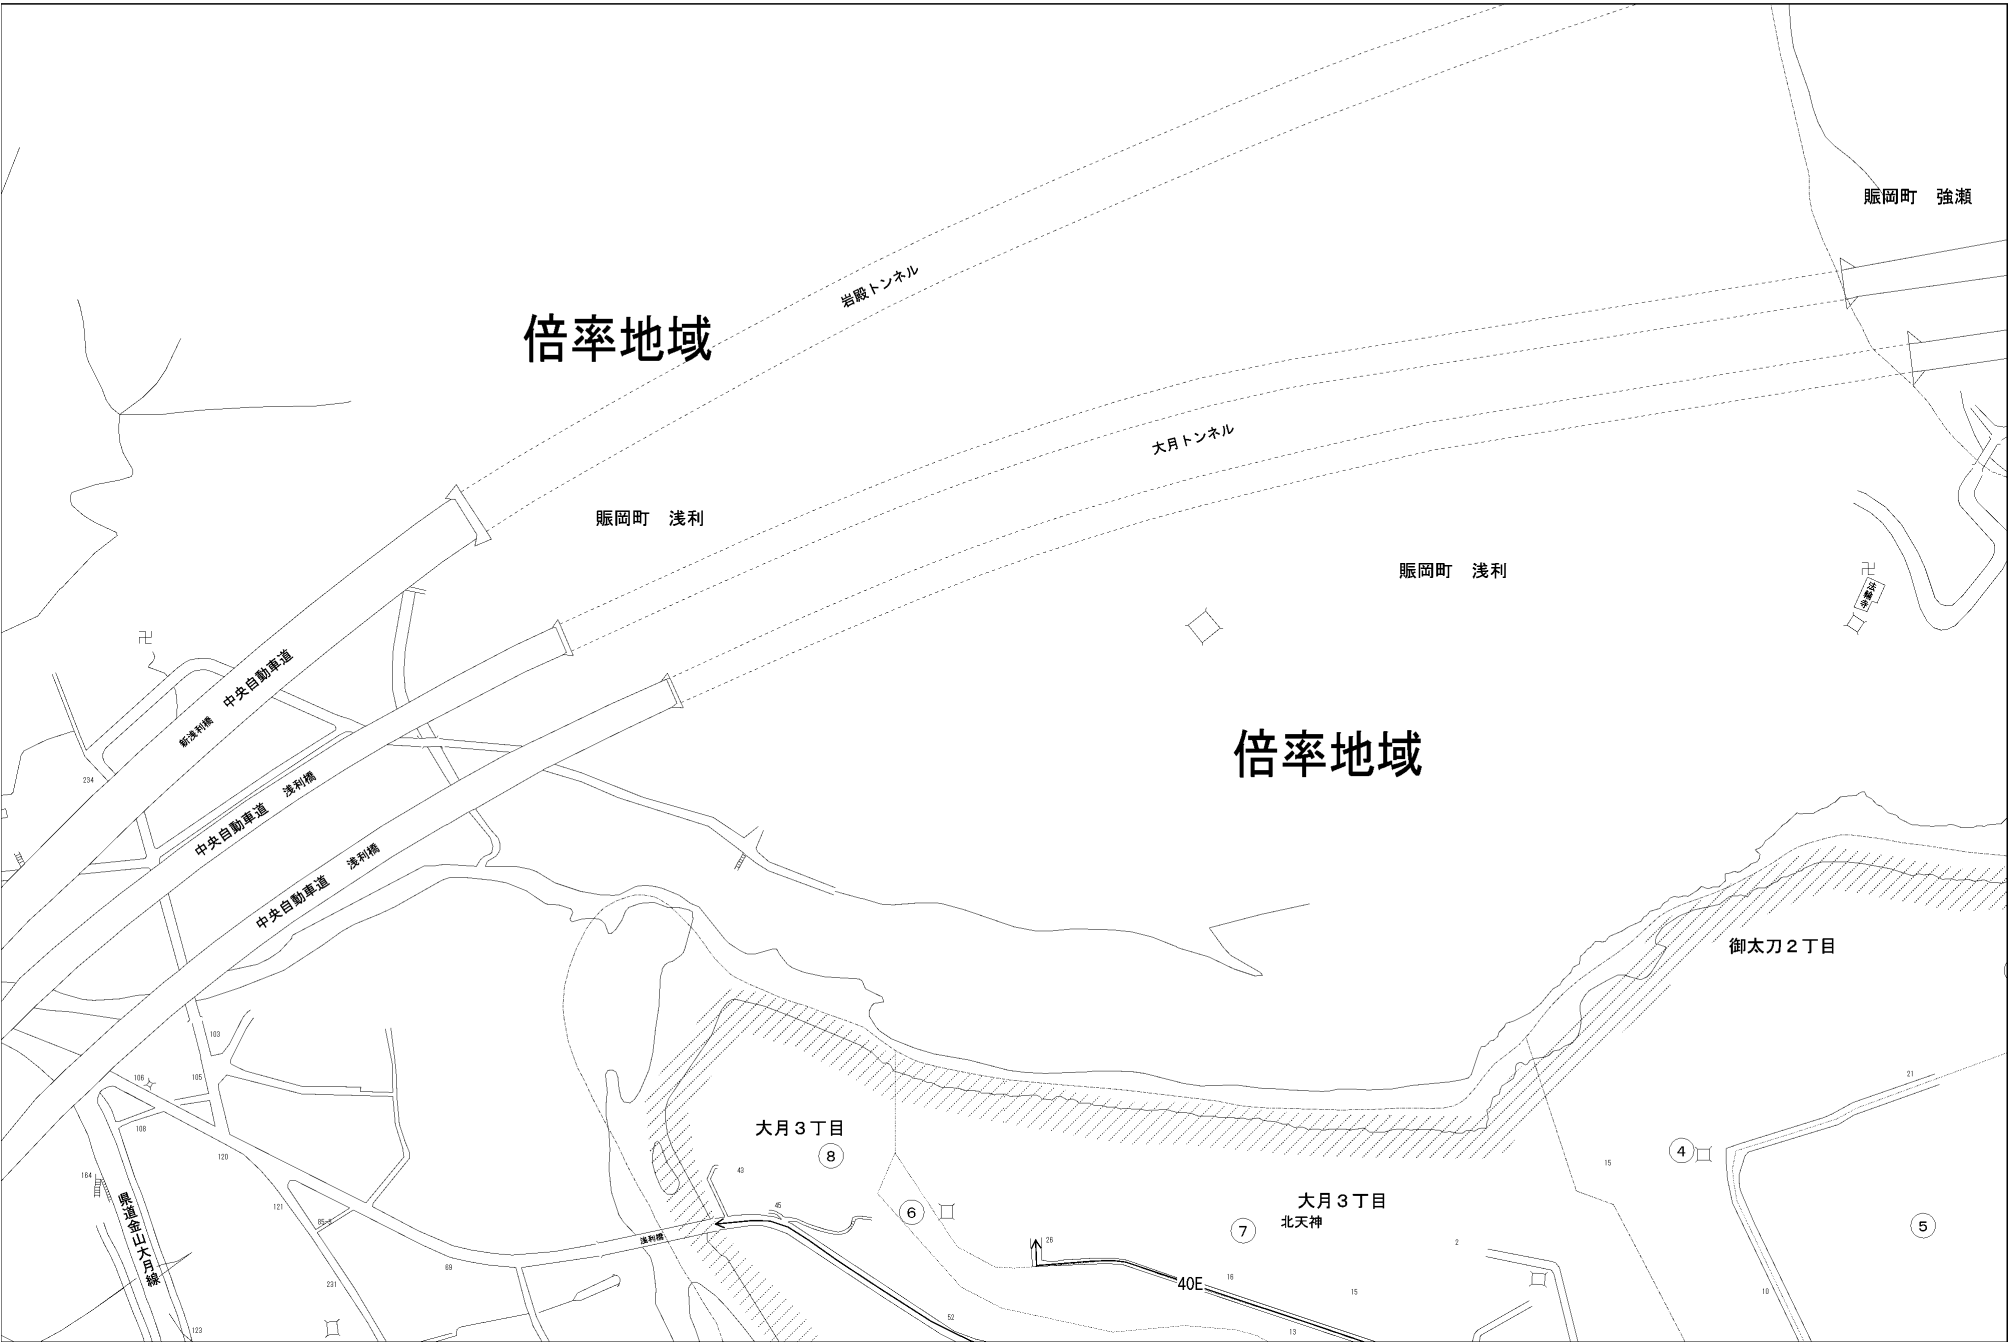 賑岡町　強瀬
岩殿トンネル
倍率地域
大月トンネル
賑岡町　浅利
賑岡町　浅利
法輪寺
中央自動車道
新浅利橋
倍率地域
234
浅利橋
中央自動車道
浅利橋
中央自動車道
御太刀２丁目
103
106
105
21
108
大月３丁目
8
4
120
15
43
164
県道金山大月線
大月３丁目
6
45
121
85-3
北天神
7
5
浅利橋
26
2
69
16
40E
231
15
10
52
123
13